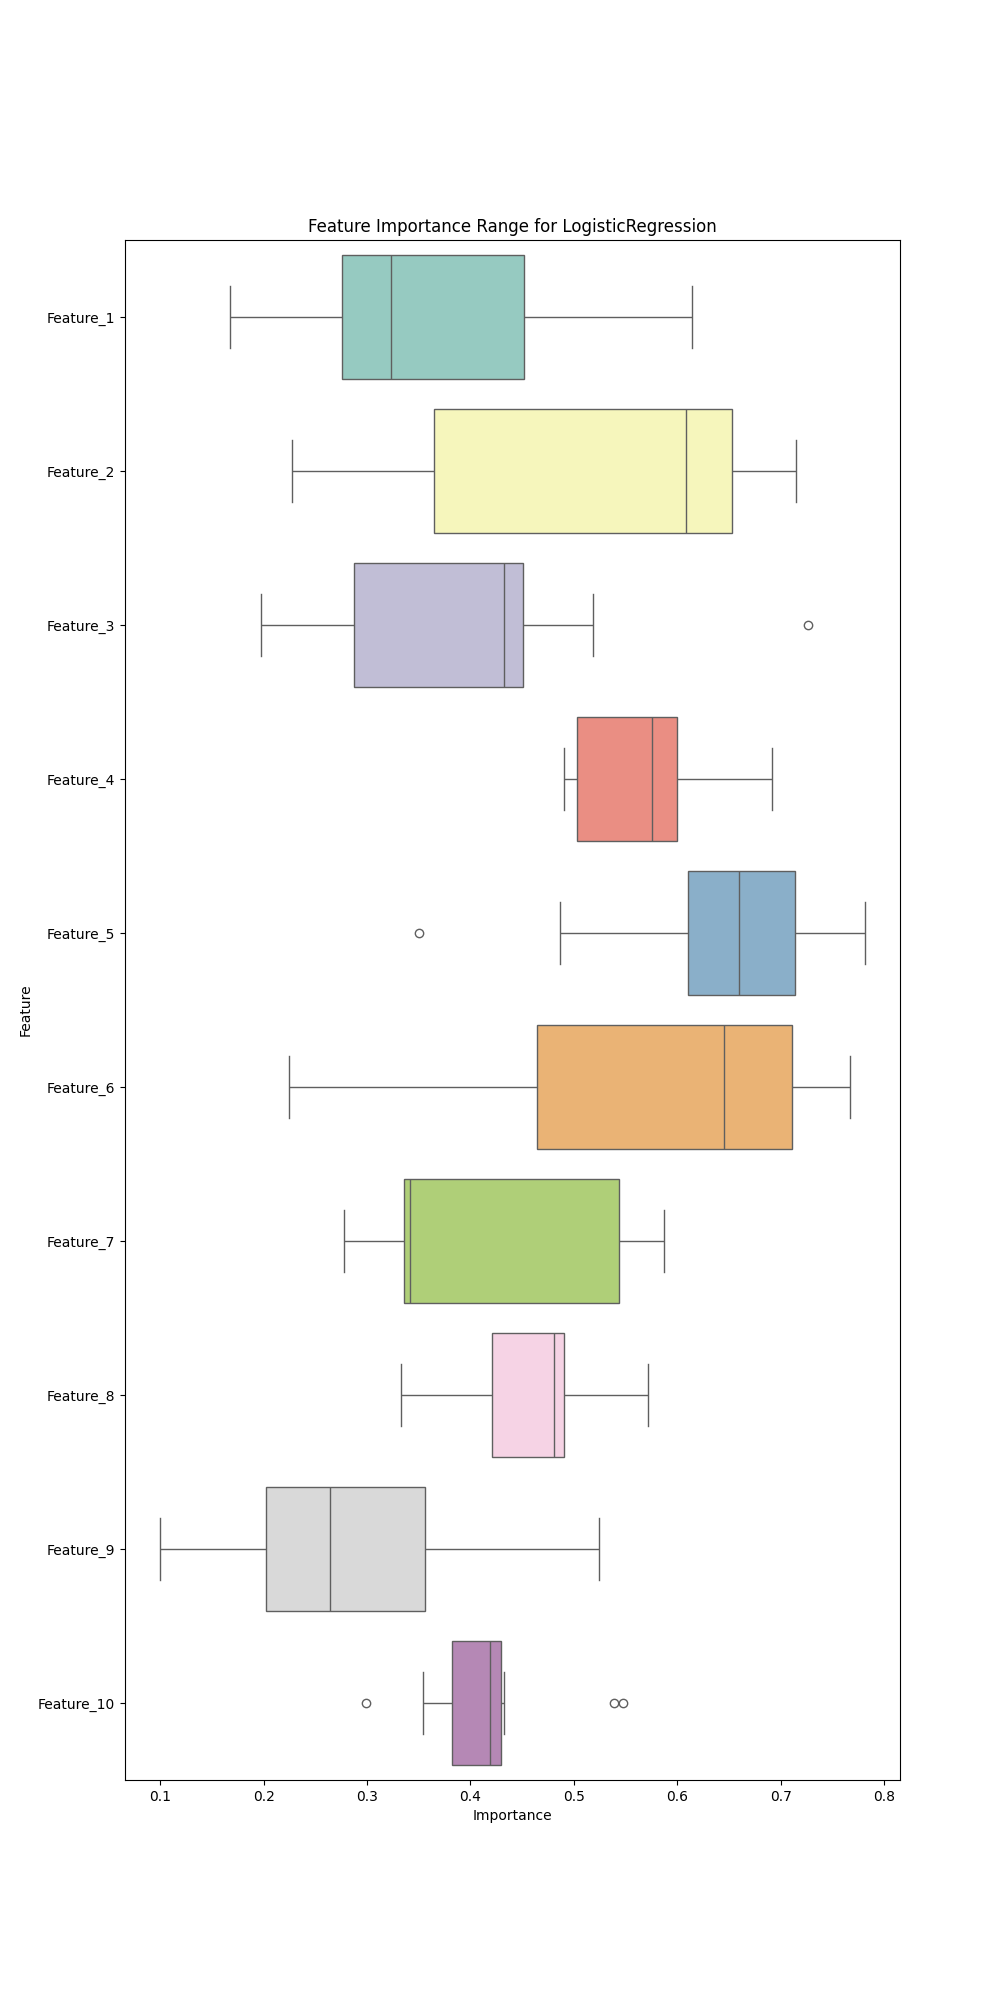 Feature Importance Range for LogisticRegression
Feature_1
Feature_2
Feature_3
Feature_4
Feature_5
Feature_6
Feature_7
Feature_8
Feature_9
Feature_10
Feature
0.1 0.2 0.3 0.4 0.5 0.6 0.7 0.8
Importance